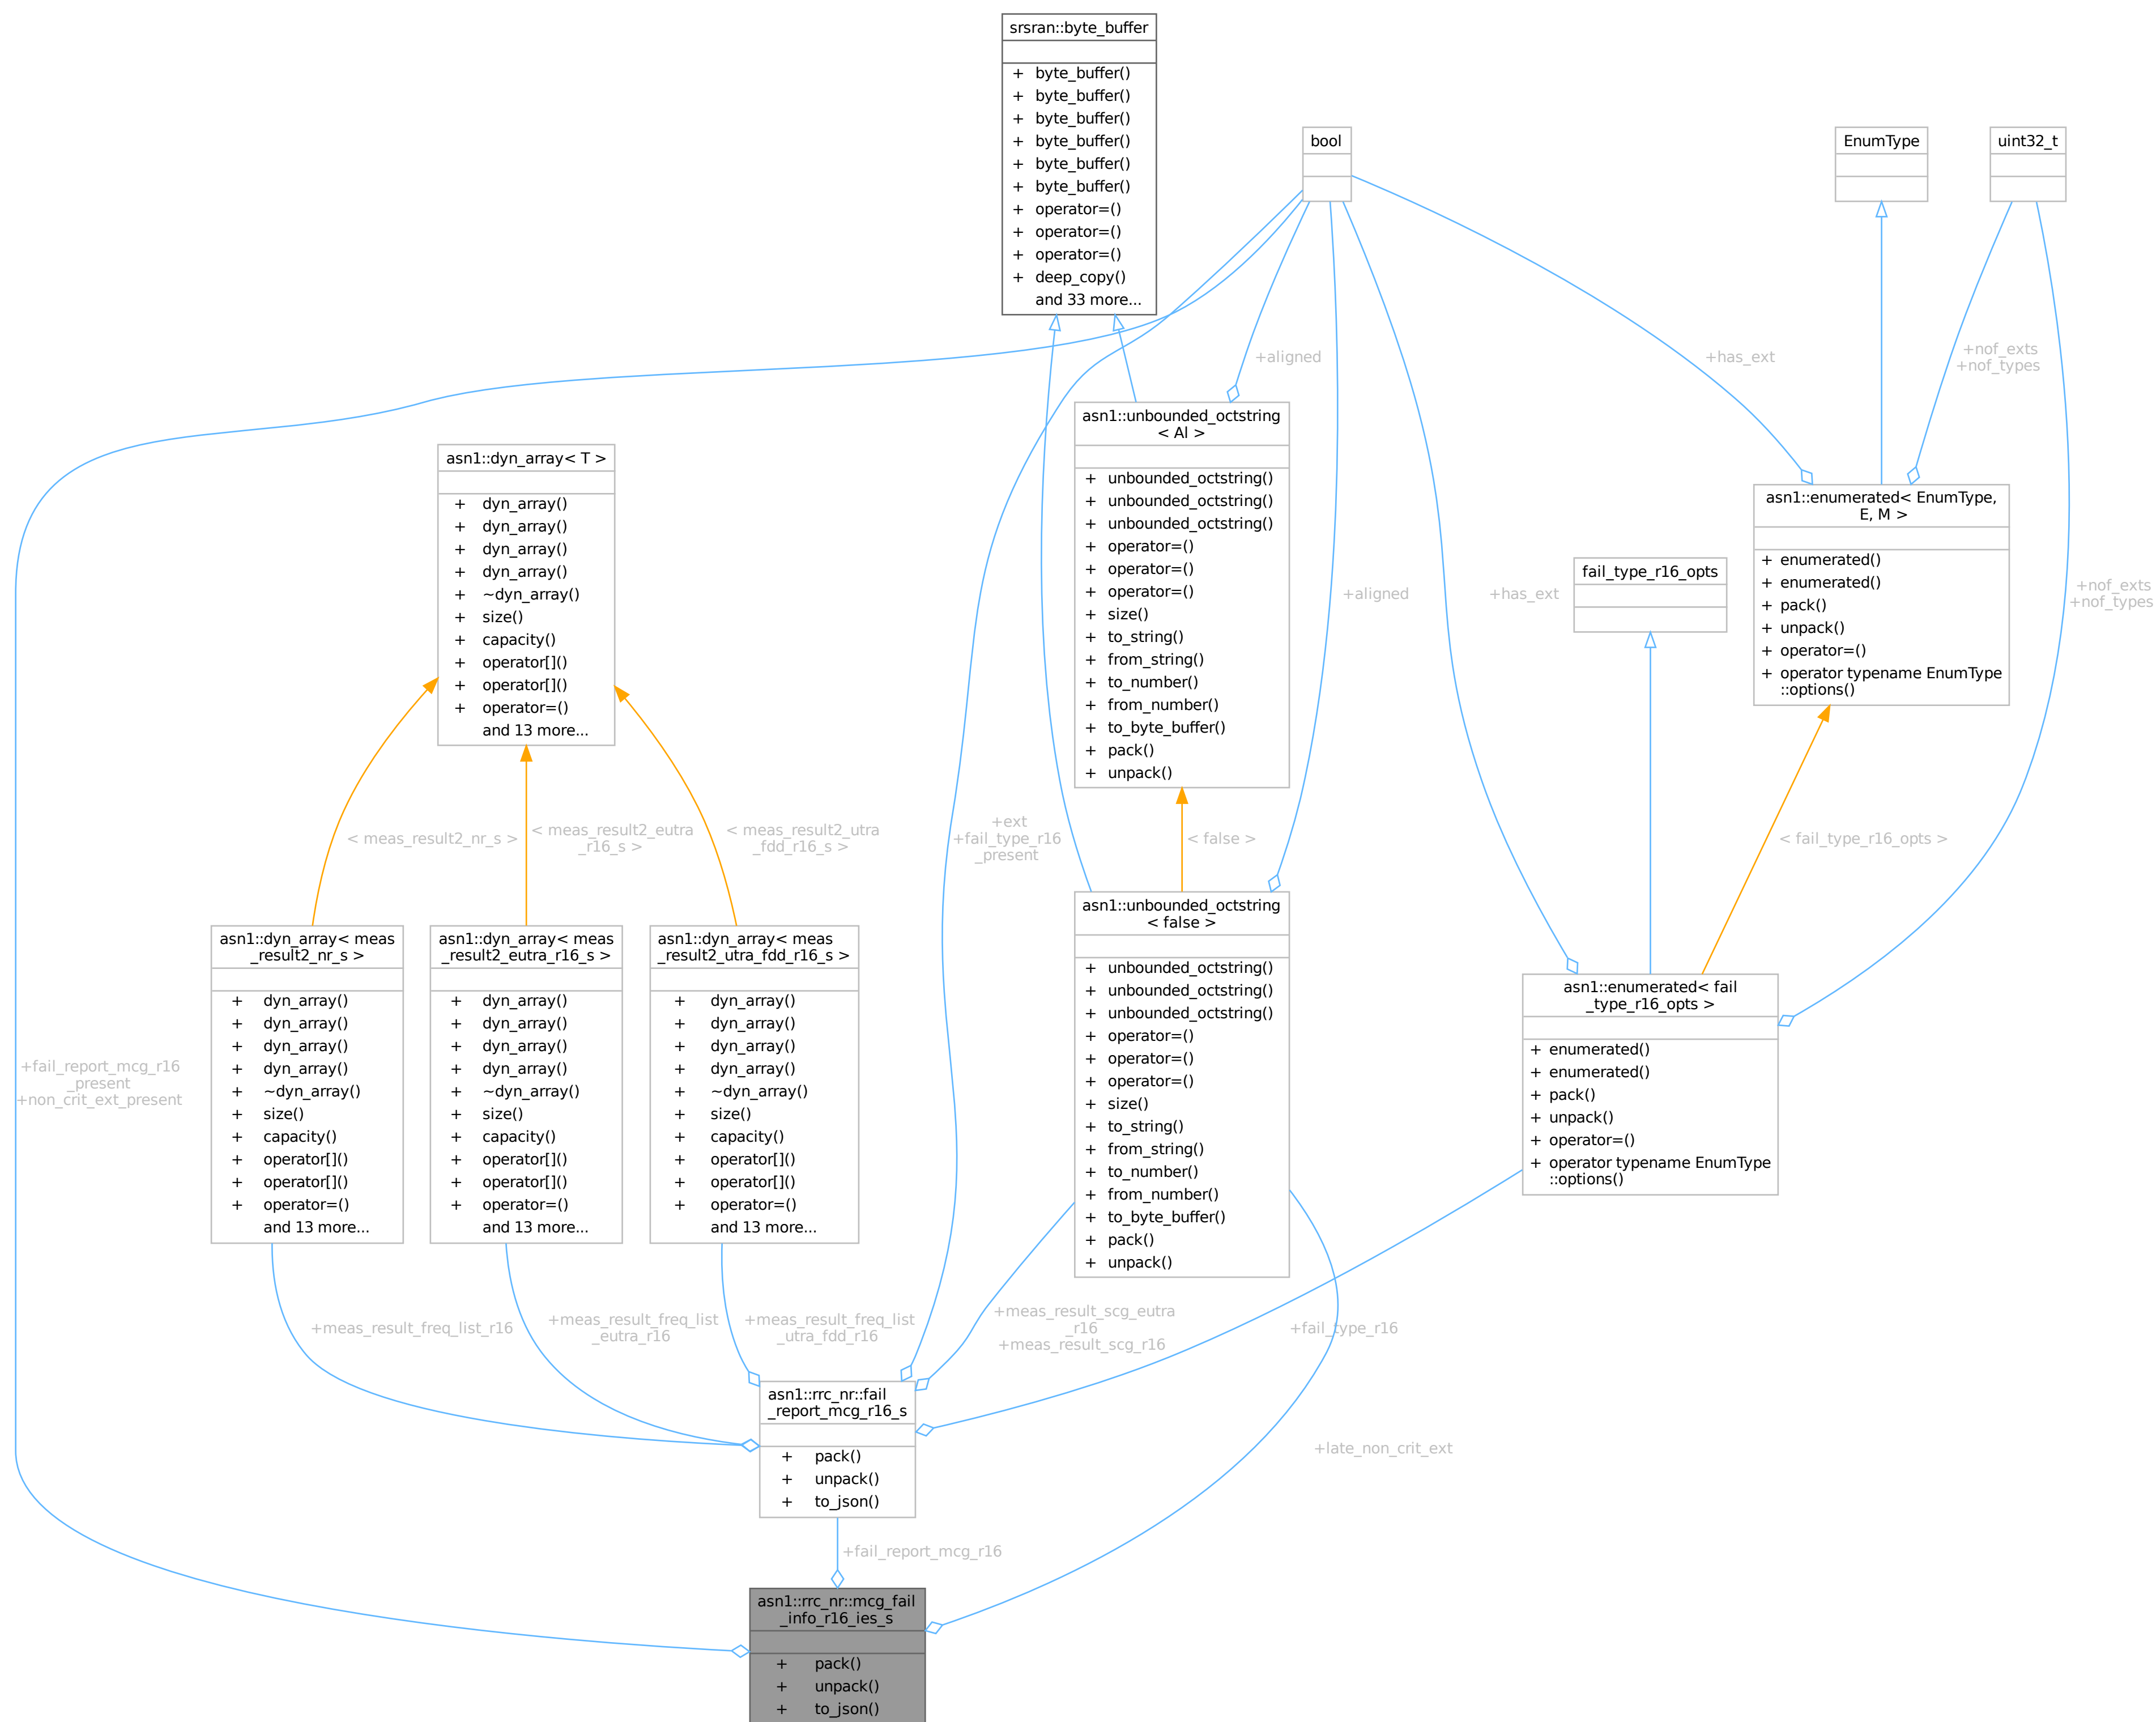 srsran::byte_buffer
+ byte_buffer()
+ byte_buffer()
+ byte_buffer()
+ byte_buffer()
+ byte_buffer()
+ byte_buffer()
+ operator=()
+ operator=()
+ operator=()
+ deep_copy()
and 33 more...
bool
EnumType
uint32_t
+aligned
+has_ext
+nof_exts
+nof_types
asn1::unbounded_octstring
< Al >
+ unbounded_octstring()
+ unbounded_octstring()
+ unbounded_octstring()
+ operator=()
+ operator=()
+ operator=()
+ size()
+ to_string()
+ from_string()
+ to_number()
+ from_number()
+ to_byte_buffer()
+ pack()
+ unpack()
asn1::dyn_array< T >
+ dyn_array()
+ dyn_array()
+ dyn_array()
+ dyn_array()
+ ~dyn_array()
+ size()
+ capacity()
+ operator[]()
+ operator[]()
+ operator=()
and 13 more...
asn1::enumerated< EnumType,
E, M >
+ enumerated()
+ enumerated()
+ pack()
+ unpack()
+ operator=()
+ operator typename EnumType
::options()
fail_type_r16_opts
+aligned
+has_ext
+nof_exts
+nof_types
< meas_result2_nr_s >
< meas_result2_eutra
_r16_s >
< meas_result2_utra
_fdd_r16_s >
+ext
+fail_type_r16
_present
< false >
< fail_type_r16_opts >
asn1::dyn_array< meas
_result2_nr_s >
+ dyn_array()
+ dyn_array()
+ dyn_array()
+ dyn_array()
+ ~dyn_array()
+ size()
+ capacity()
+ operator[]()
+ operator[]()
+ operator=()
and 13 more...
asn1::dyn_array< meas
_result2_eutra_r16_s >
+ dyn_array()
+ dyn_array()
+ dyn_array()
+ dyn_array()
+ ~dyn_array()
+ size()
+ capacity()
+ operator[]()
+ operator[]()
+ operator=()
and 13 more...
asn1::dyn_array< meas
_result2_utra_fdd_r16_s >
+ dyn_array()
+ dyn_array()
+ dyn_array()
+ dyn_array()
+ ~dyn_array()
+ size()
+ capacity()
+ operator[]()
+ operator[]()
+ operator=()
and 13 more...
asn1::unbounded_octstring
< false >
+ unbounded_octstring()
+ unbounded_octstring()
+ unbounded_octstring()
+ operator=()
+ operator=()
+ operator=()
+ size()
+ to_string()
+ from_string()
+ to_number()
+ from_number()
+ to_byte_buffer()
+ pack()
+ unpack()
asn1::enumerated< fail
_type_r16_opts >
+ enumerated()
+ enumerated()
+ pack()
+ unpack()
+ operator=()
+ operator typename EnumType
::options()
+fail_report_mcg_r16
_present
+non_crit_ext_present
+meas_result_freq_list_r16
+meas_result_freq_list
_eutra_r16
+meas_result_freq_list
_utra_fdd_r16
+meas_result_scg_eutra
_r16
+meas_result_scg_r16
+fail_type_r16
asn1::rrc_nr::fail
_report_mcg_r16_s
+ pack()
+ unpack()
+ to_json()
+late_non_crit_ext
+fail_report_mcg_r16
asn1::rrc_nr::mcg_fail
_info_r16_ies_s
+ pack()
+ unpack()
+ to_json()